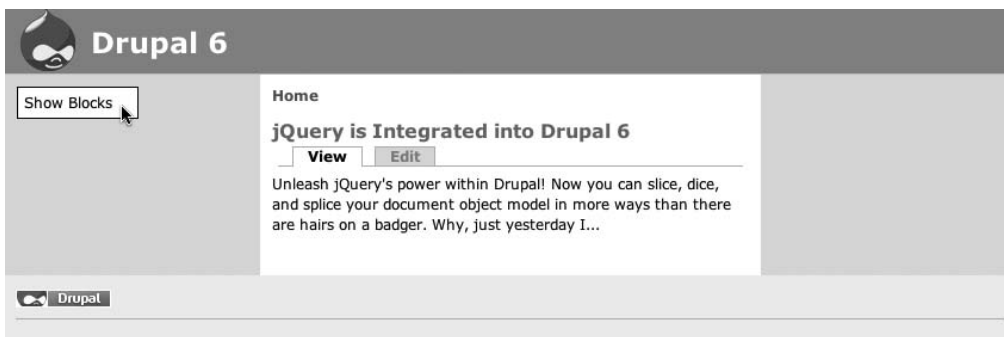 Drupal 6
Show Blocks
Home
jQuery is Integrated into Drupal 6
View Edit
Unleash jQuery's power within Drupal! Now you can slice, dice,
and splice your document object model in more ways than there
are hairs on a badger. Why, just yesterday I...
Drupal